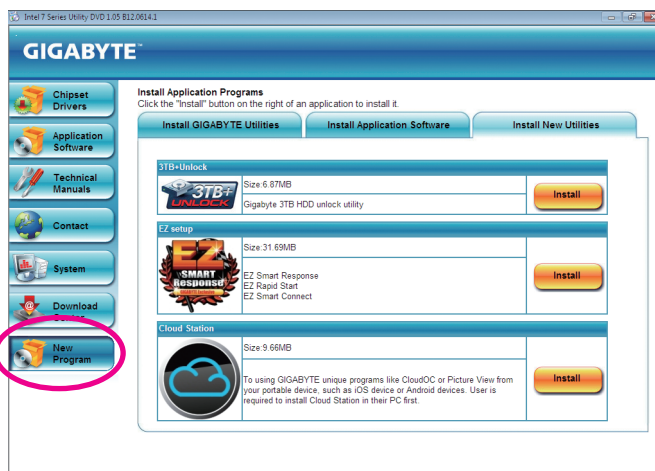 Intel 7 Series Utility DVD 1.05 B12.0614.1
GIGABYTE™
Chipset
Drivers
Application
Software
Technical
Manuals
Contact
System
Download
New
Program
Install Application Programs
Click the "Install" button on the right of an application to install it.
Install GIGABYTE Utilities
Install Application Software
Install New Utilities
3TB+Unlock
3TB+
UNLOCK
Size:6.87MB
Gigabyte 3TB HDD unlock utility
Install
EZ setup
EZ
SMART
Response
Size:31.69MB
EZ Smart Response
EZ Rapid Start
EZ Smart Connect
Install
Cloud Station
Size:9.66MB
To using GIGABYTE unique programs like CloudOC or Picture View from
your portable device, such as iOS device or Android devices. User is
required to install Cloud Station in their PC first.
Install